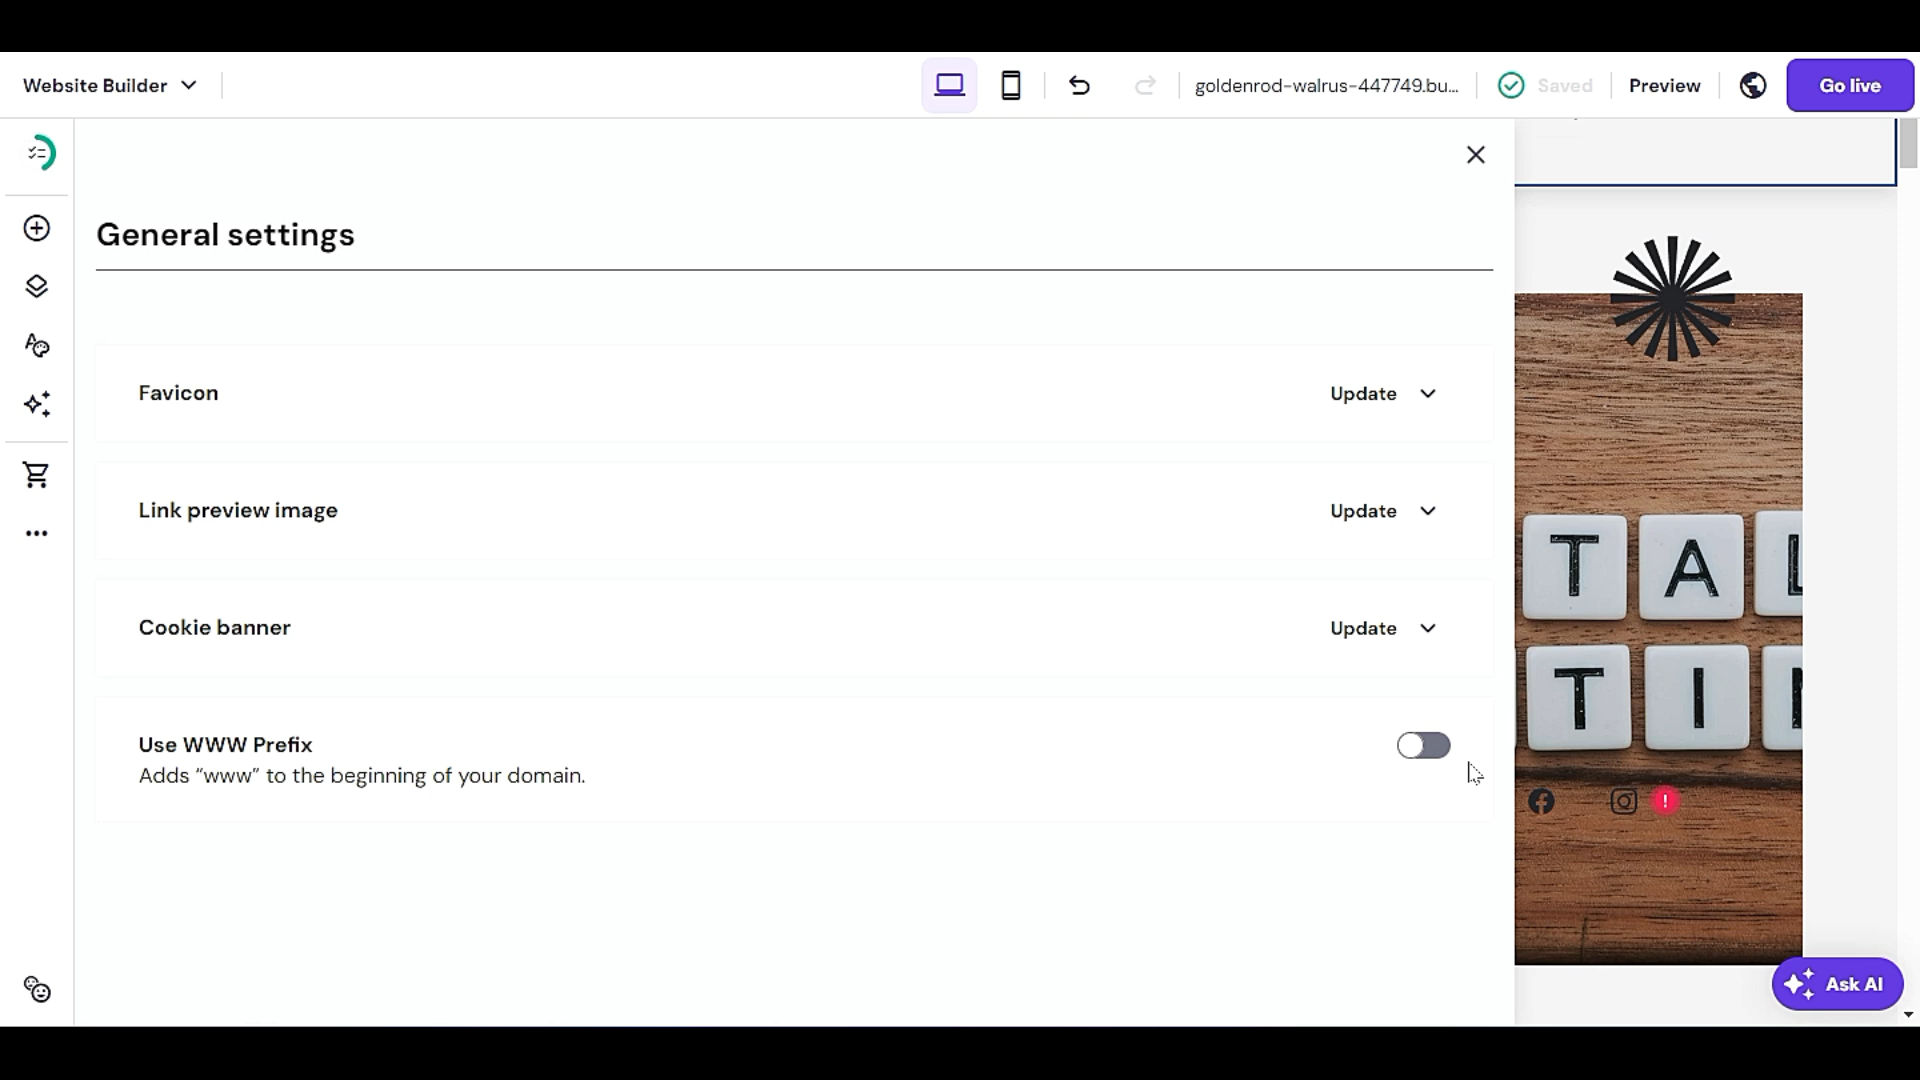 Website Builder
goldenrod-walrus-447749.bu...
Saved
Preview
Go live
General settings
Favicon
Update
Link preview image
Update
Cookie banner
Update
Use WWW Prefix
Adds “www” to the beginning of your domain.
T A
T I
!
Ask AI